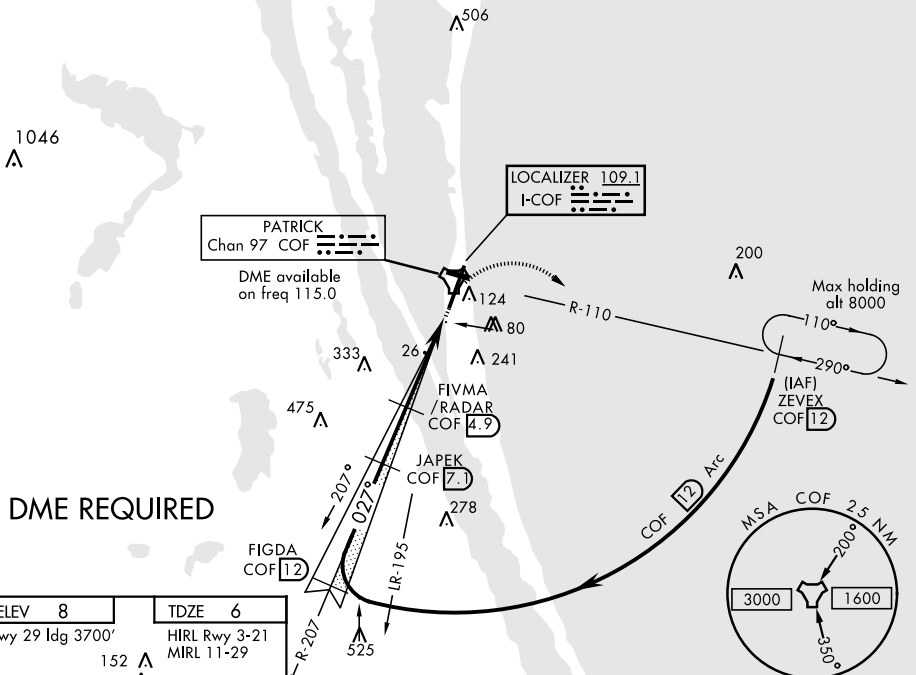 506
1046
LOCALIZER 109.1
I-COF
PATRICK
Chan 97 COF
DME available
on freq 115.0
200
Max holding
alt 8000
124
R-110
110°
80
290°
333
26
241
(IAF)
ZEVEX
COF 12
FIVMA
/RADAR
COF 4.9
475
JAPEK
COF 7.1
207°
027°
COF 12 Arc
DME REQUIRED
278
MSA COF 25 NM
200°
FIGDA
COF 12
LR-195
3000
1600
ELEV 8
TDZE 6
wy 29 ldg 3700'
HIRL Rwy 3-21
MIRL 11-29
R-207
525
350°
152